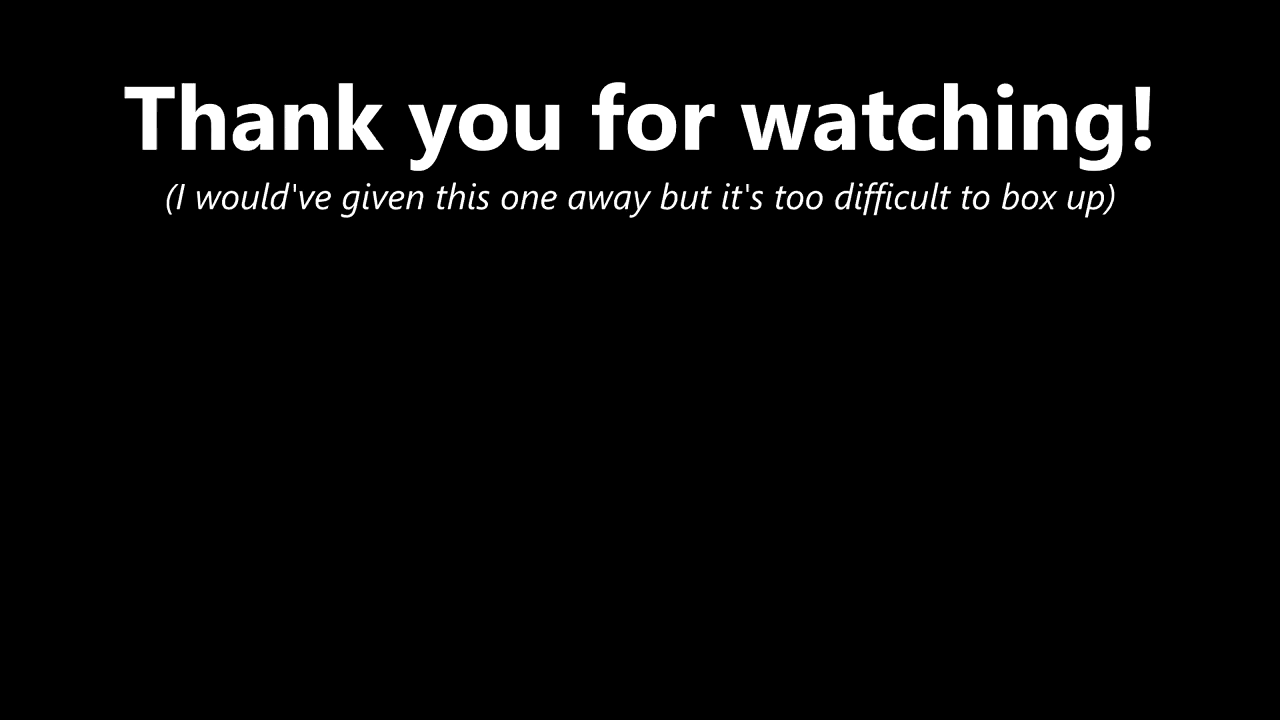 Thank you for watching!
(I would've given this one away but it's too difficult to box up)